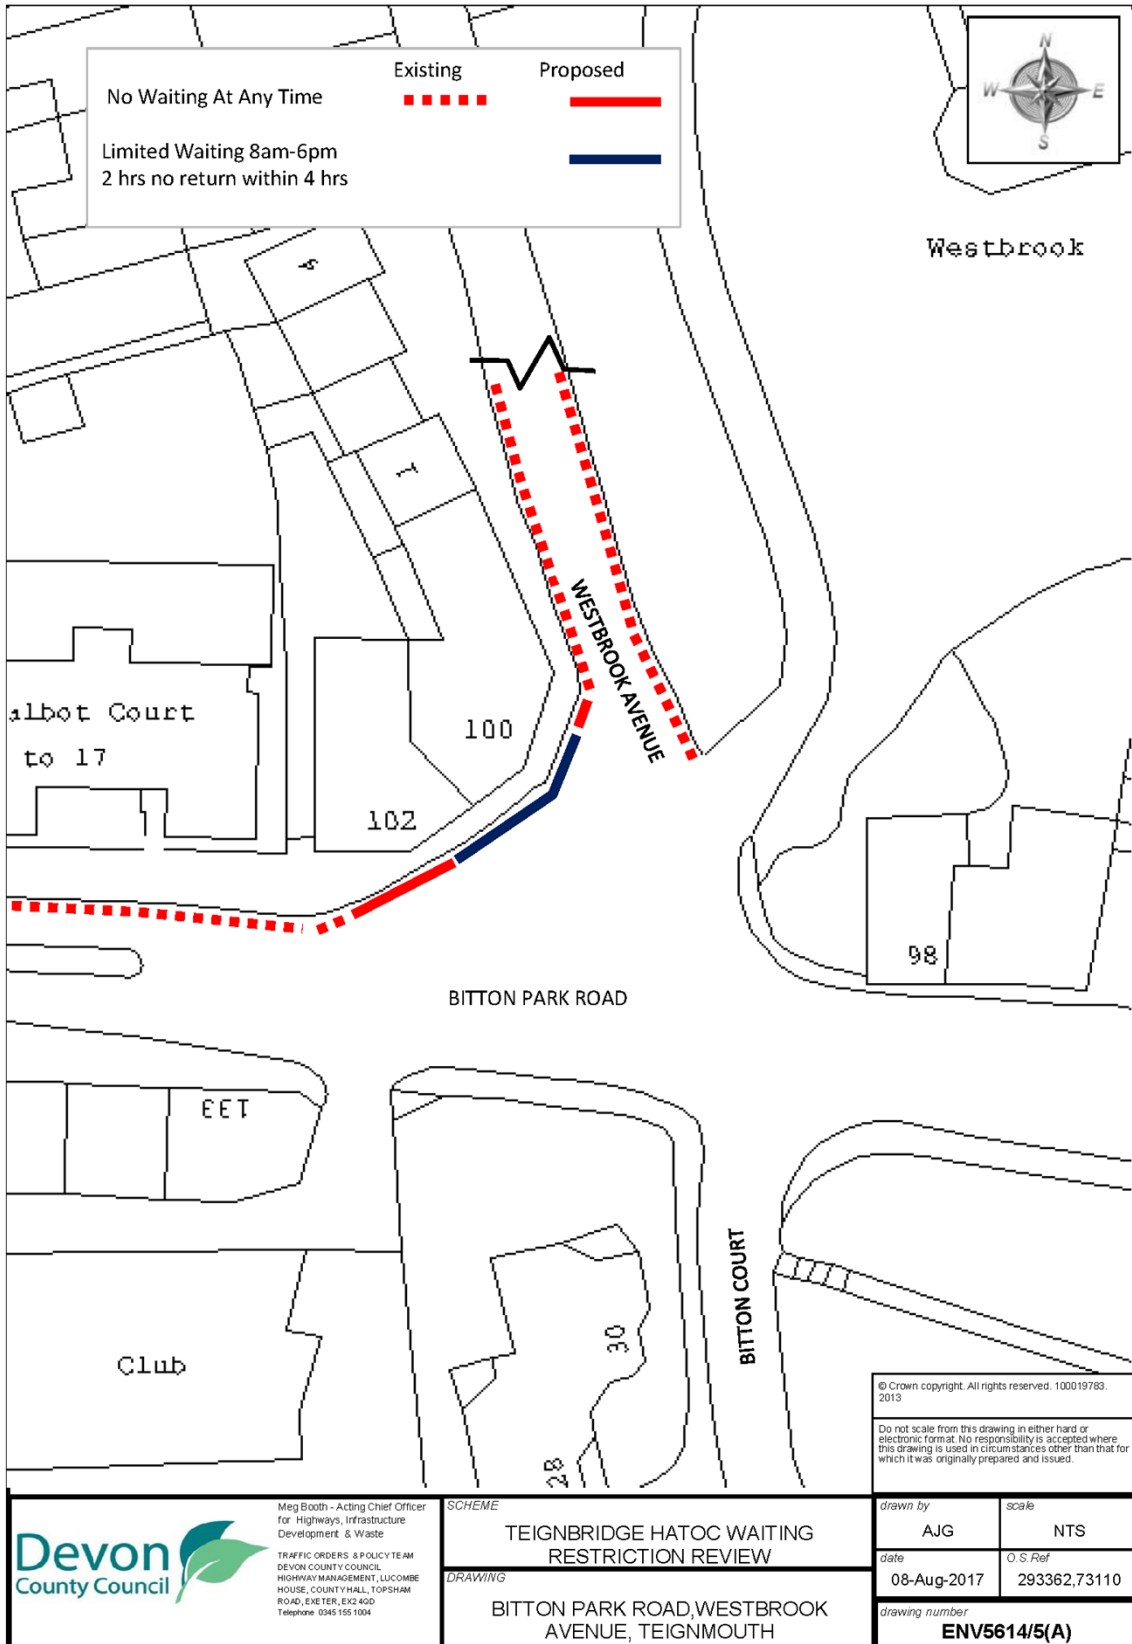 Existing Proposed
No Waiting At Any Time
Limited Waiting 8am-6pm
2 hrs no return within 4 hrs
N
W E
S
Westbrook
1
WESTBROOK AVENUE
albot Court
to 17
100
102
98
BITTON PARK ROAD
133
BITTON COURT
30
28
Club
© Crown copyright. All rights reserved. 100019783.
2013
Do not scale from this drawing in either hard or
electronic format. No responsibility is accepted where
this drawing is used in circumstances other than that for
which it was originally prepared and issued.
Devon
County Council
Meg Booth - Acting Chief Officer
for Highways, Infrastructure
Development & Waste
TRAFFIC ORDERS & POLICY TEAM
DEVON COUNTY COUNCIL
HIGHWAY MANAGEMENT, LUCOMBE
HOUSE, COUNTY HALL, TOPSHAM
ROAD, EXETER, EX2 4QD
Telephone 0345 155 1004
SCHEME
TEIGNBRIDGE HATOC WAITING
RESTRICTION REVIEW
DRAWING
BITTON PARK ROAD,WESTBROOK
AVENUE, TEIGNMOUTH
drawn by
AJG
scale
NTS
date
08-Aug-2017
O.S.Ref
293362,73110
drawing number
ENV5614/5(A)